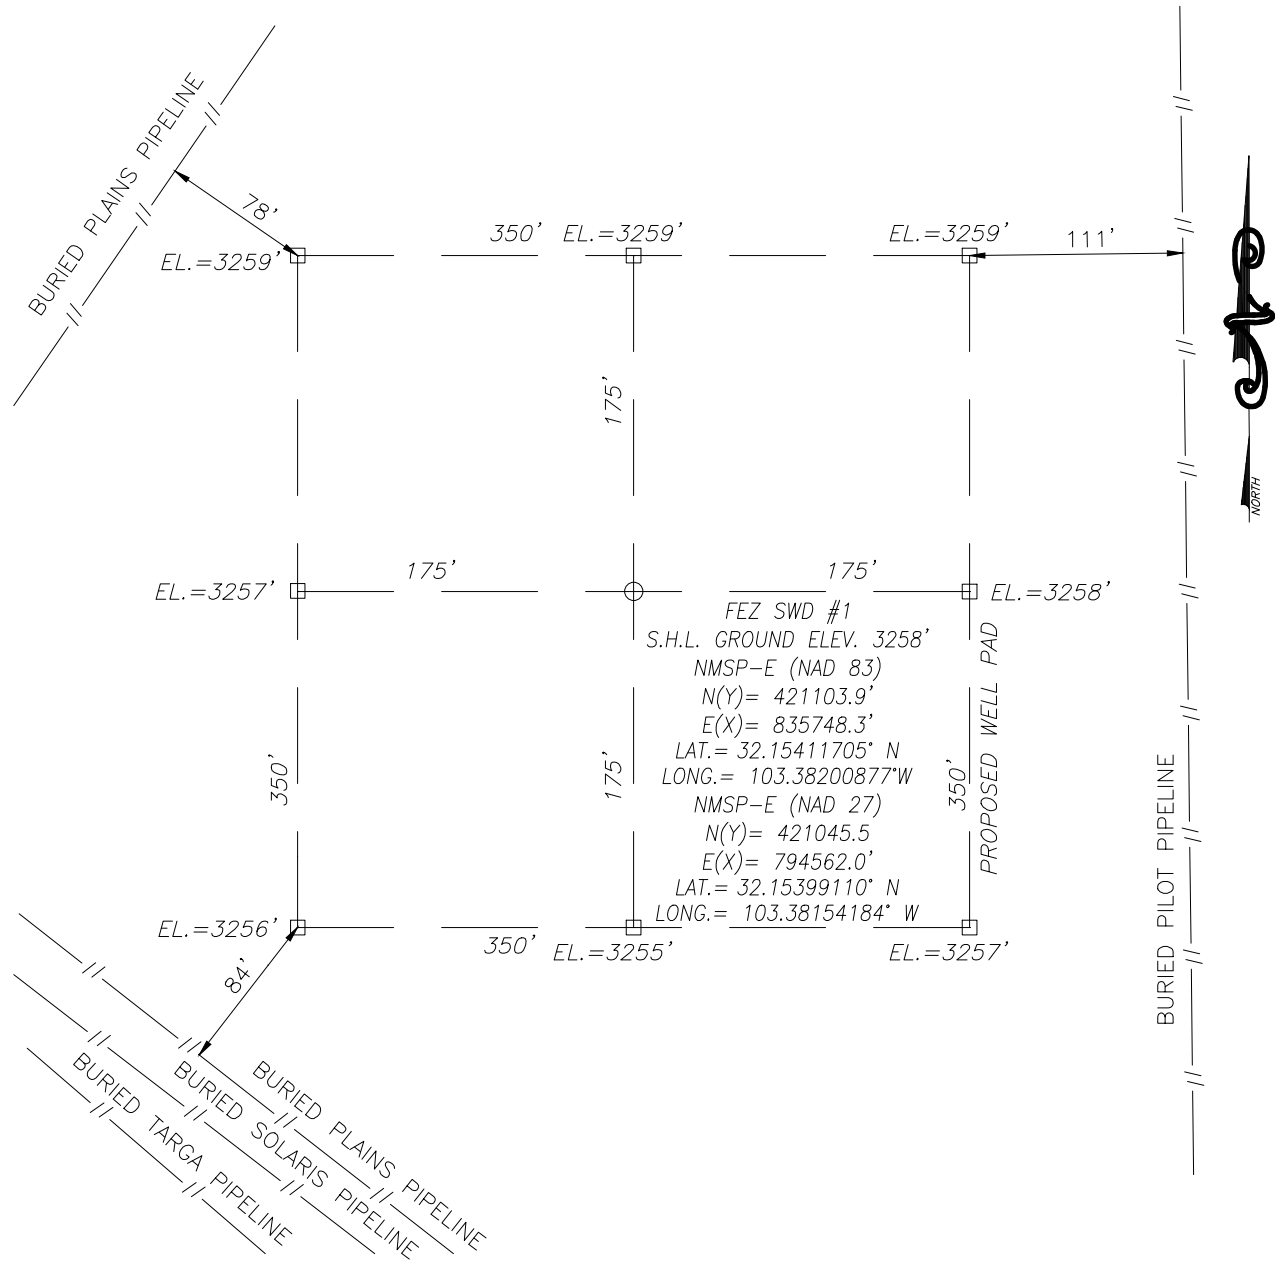 BURIED PLAINS PIPELINE
78'
350'
EL.=3259'
EL.=3259'
111'
EL.=3259'
175'
NORTH
175'
175'
EL.=3257'
EL.=3258'
FEZ SWD #1
S.H.L. GROUND ELEV. 3258'
NMSP-E (NAD 83)
N(Y)= 421103.9'
E(X)= 835748.3'
LAT.= 32.15411705° N
LONG.= 103.38200877°W
NMSP-E (NAD 27)
N(Y)= 421045.5
E(X)= 794562.0'
LAT.= 32.15399110° N
LONG.= 103.38154184° W
PROPOSED WELL PAD
350'
175'
350'
BURIED PILOT PIPELINE
EL.=3256'
350'
EL.=3255'
EL.=3257'
84'
BURIED PLAINS PIPELINE
BURIED SOLARIS PIPELINE
BURIED TARGA PIPELINE